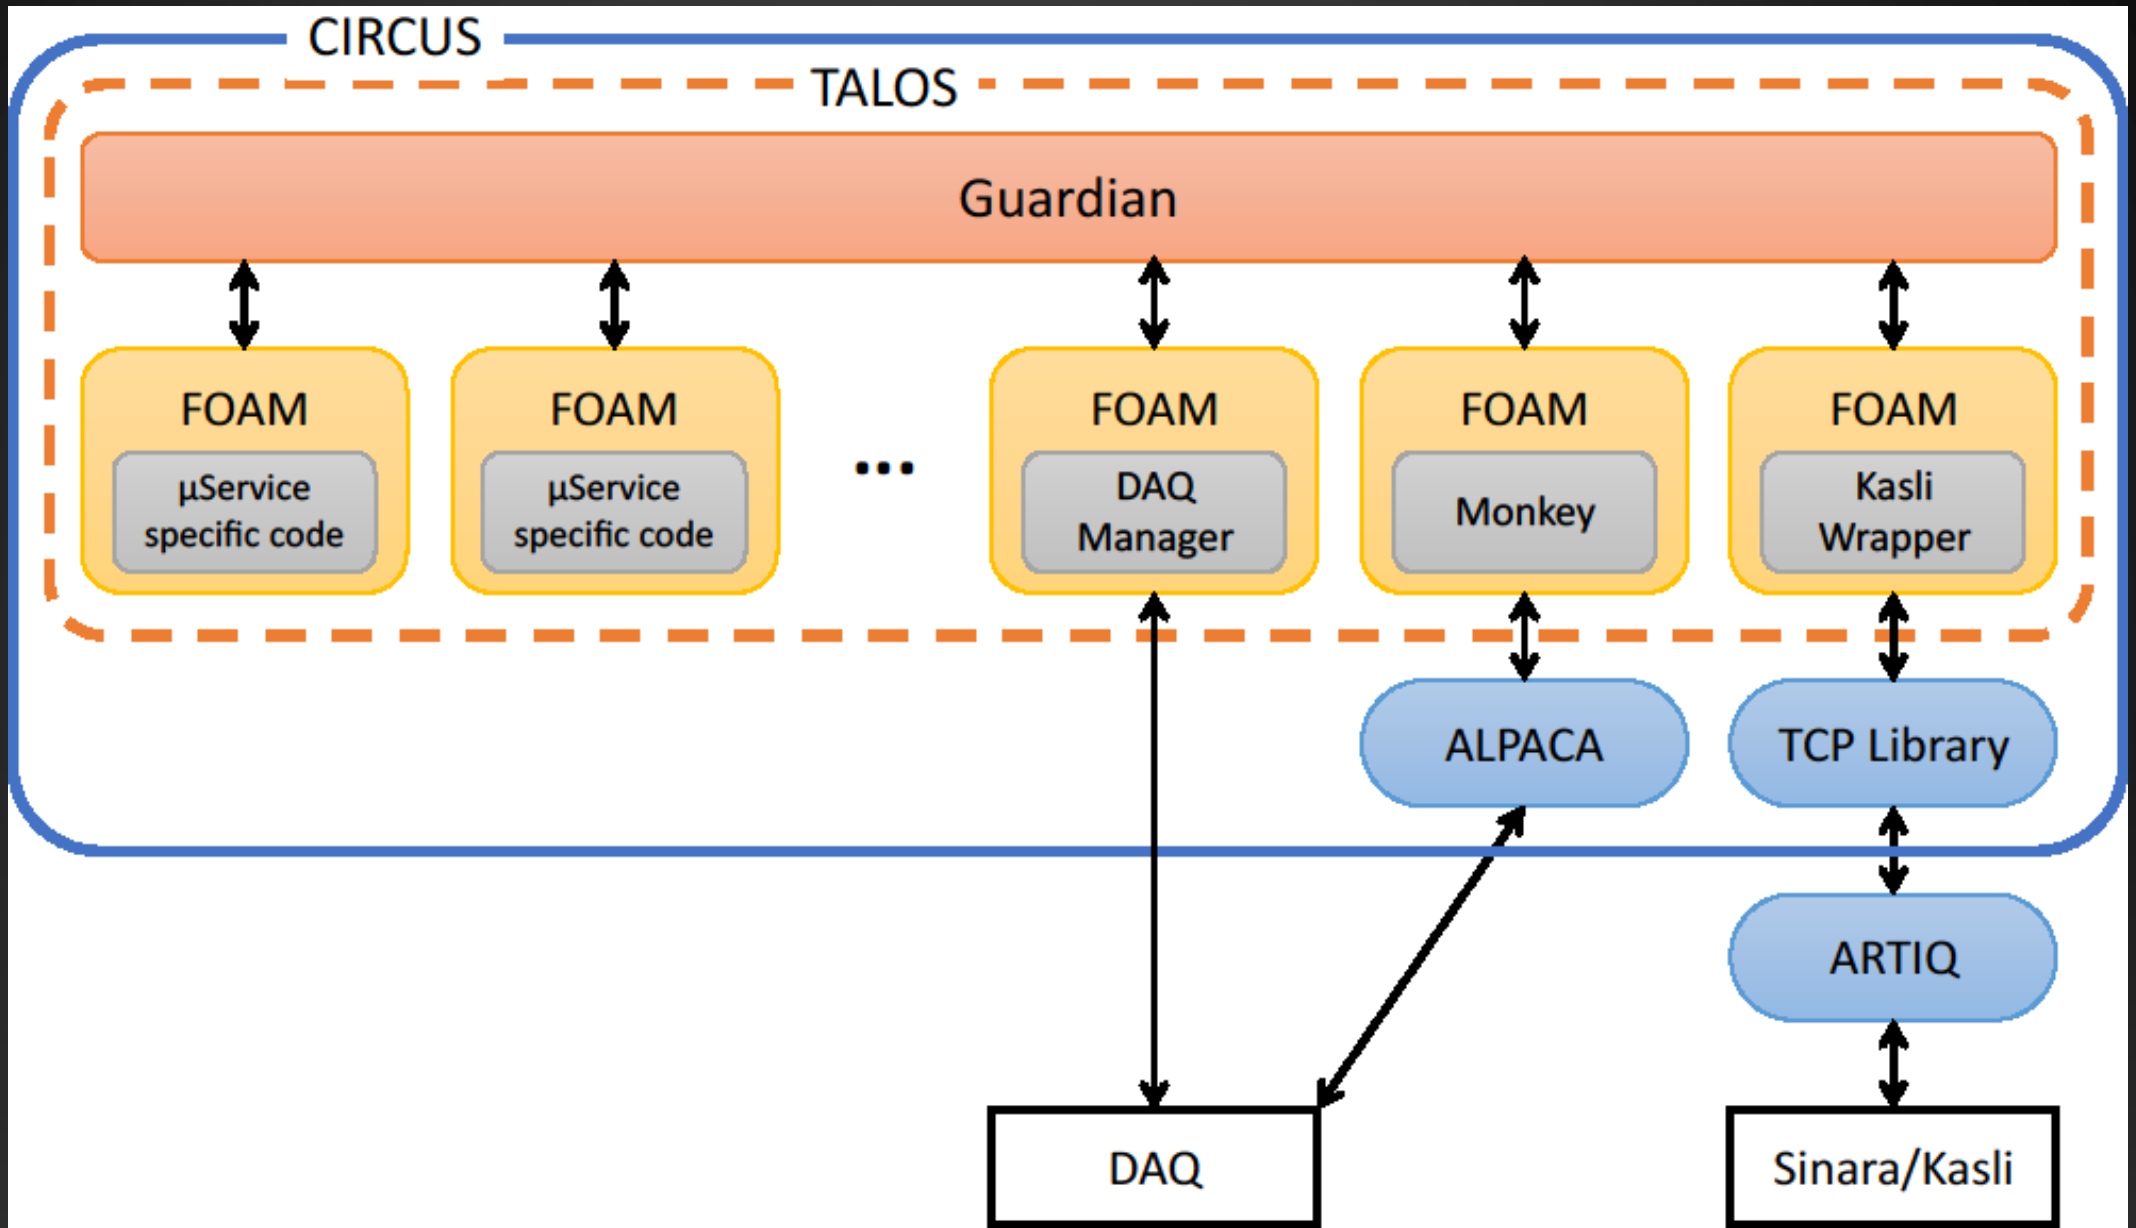 CIRCUS
TALOS
Guardian
FOAM
µService
specific code
FOAM
µService
specific code
...
FOAM
DAQ
Manager
FOAM
Monkey
FOAM
Kasli
Wrapper
ALPACA
TCP Library
ARTIQ
DAQ
Sinara/Kasli